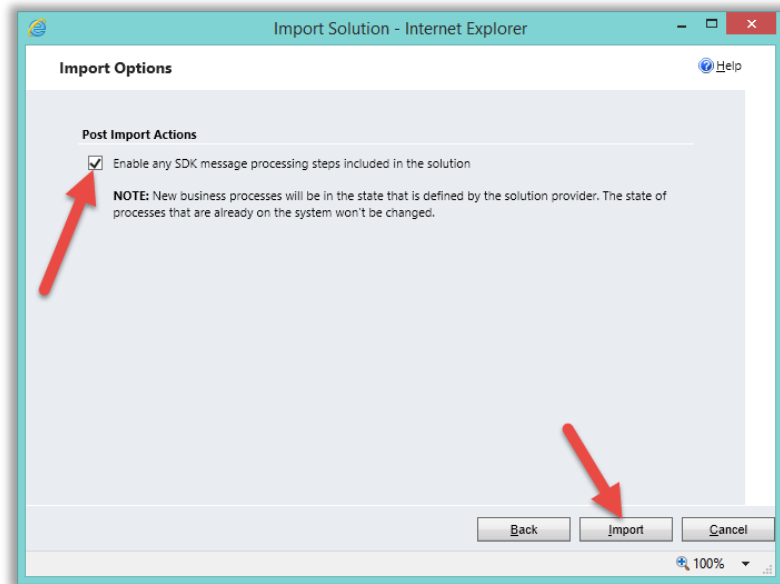 Import Solution - Internet Explorer
Import Options
Help
Post Import Actions
Enable any SDK message processing steps included in the solution
NOTE: New business processes will be in the state that is defined by the solution provider. The state of
processes that are already on the system won't be changed.
Back Import Cancel
100%